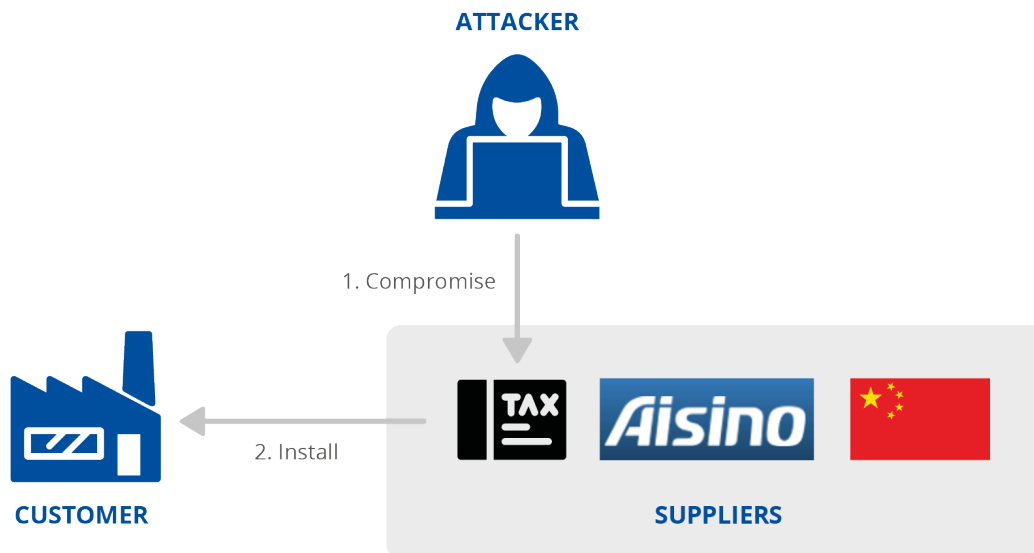 ATTACKER
1. Compromise
TAX
Aisino
2. Install
CUSTOMER
SUPPLIERS